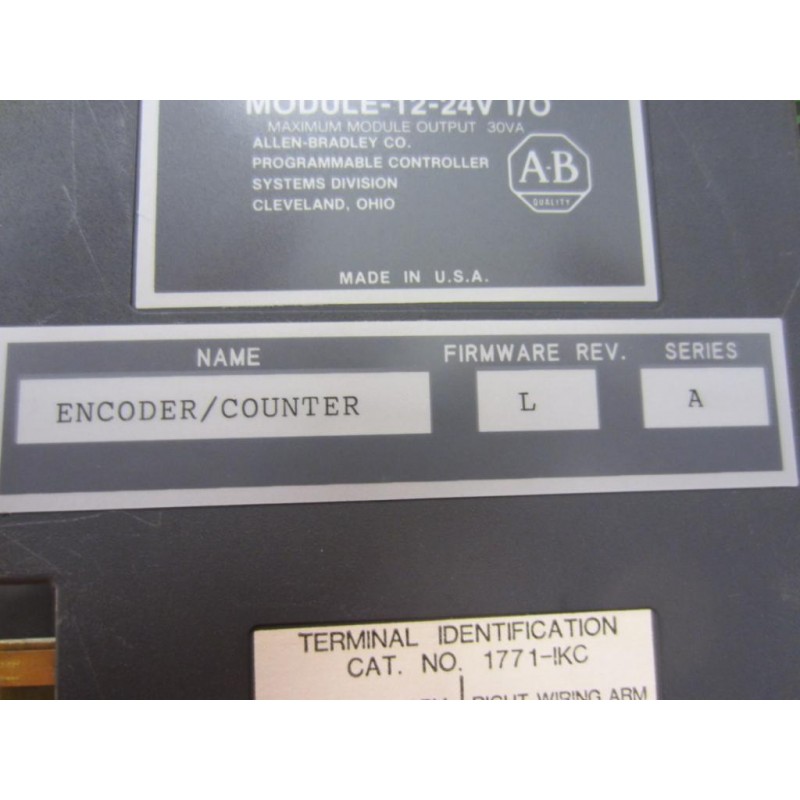 MODULE-12-24V I/O
MAXIMUM MODULE OUTPUT 30VA
ALLEN-BRADLEY CO.
PROGRAMMABLE CONTROLLER
SYSTEMS DIVISION
CLEVELAND, OHIO
A·B
QUALITY
MADE IN U.S.A.
NAME FIRMWARE REV. SERIES
ENCODER/COUNTER L A
TERMINAL IDENTIFICATION
CAT. NO. 1771-IKC
RIGHT WIRING ARM